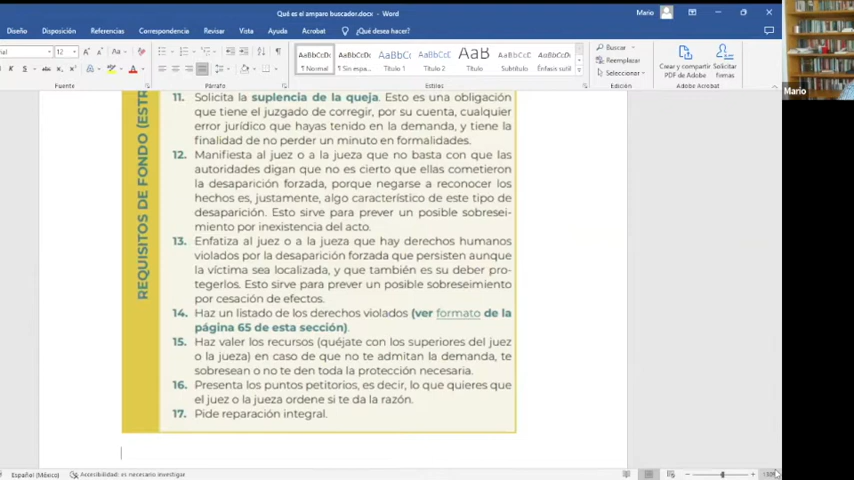 Qué es el amparo buscador.docx - Word
Mario
Diseño Disposición Referencias Correspondencia Revisar Vista Ayuda Acrobat ¿Qué desea hacer?
12
Fuente Párrafo Estilos Edición Adobe Acrobat
AaBbCcDc AaBbCcDc AaBbC AaBbCcC AaB AaBbCcC AaBbCcDc
¶ Normal Título 1 Título 2 Título Subtítulo Énfasis sutil
Buscar
Reemplazar
Seleccionar
Crear y compartir PDF de Adobe
Solicitar firmas
Mario
REQUISITOS DE FONDO
11. Solicita la suplencia de la queja. Esto es una obligación
que tiene el juzgado de corregir, por su cuenta, cualquier
error jurídico que hayas tenido en la demanda, y tiene la
finalidad de no perder un minuto en formalidades.
12. Manifiesta al juez o a la jueza que no basta con que las
autoridades digan que no es cierto que ellas cometieron
la desaparición forzada, porque negarse a reconocer los
hechos es, justamente, algo característico de este tipo de
desaparición. Esto sirve para prever un posible sobresei-
miento por inexistencia del acto.
13. Enfatiza al juez o a la jueza que hay derechos humanos
violados por la desaparición forzada que persisten aunque
la víctima sea localizada, y que también es su deber pro-
tegerlos. Esto sirve para prever un posible sobreseimiento
por cesación de efectos.
14. Haz un listado de los derechos violados (ver formato de la
página 65 de esta sección).
15. Haz valer los recursos (quéjate con los superiores del juez
o la jueza) en caso de que no te admitan la demanda, te
sobresean o no te den toda la protección necesaria.
16. Presenta los puntos petitorios, es decir, lo que quieres que
el juez o la jueza ordene si te da la razón.
17. Pide reparación integral.
Español (México) Accesibilidad: es necesario investigar